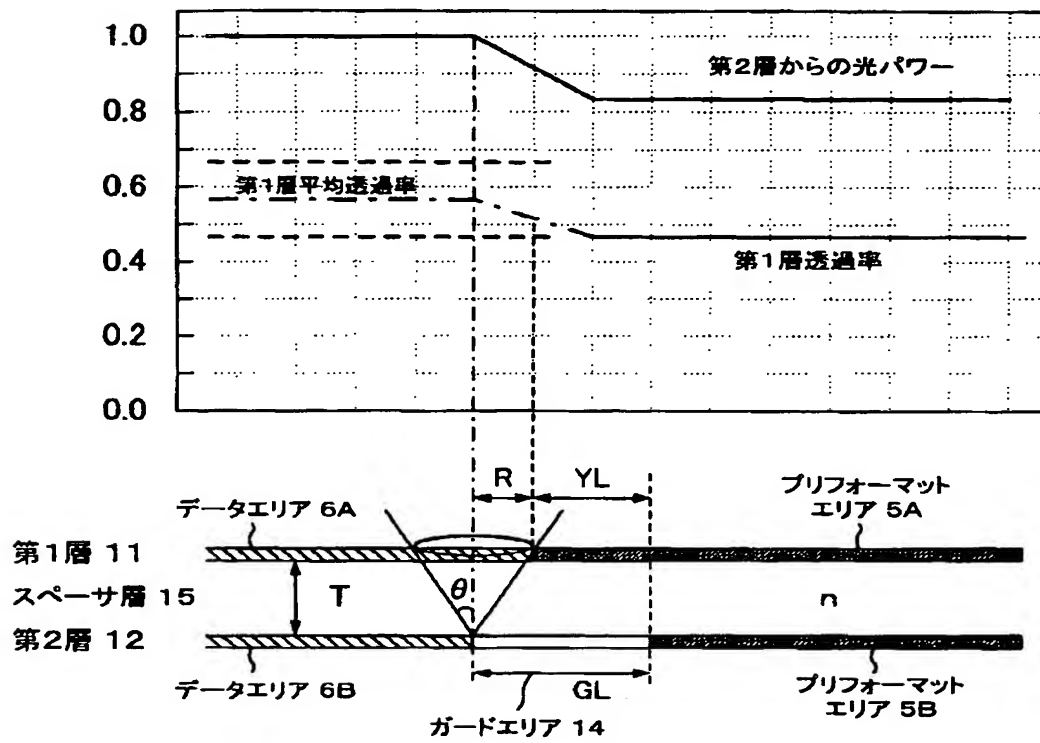 1.0
0.8
0.6
0.4
0.2
0.0
第2層からの光パワー
第1層平均透過率
第1層透過率
R
YL
データエリア 6A
プリフォーマット
エリア 5A
第1層 11
スペーサ層 15
T
θ
n
第2層 12
データエリア 6B
GL
ガードエリア 14
プリフォーマット
エリア 5B